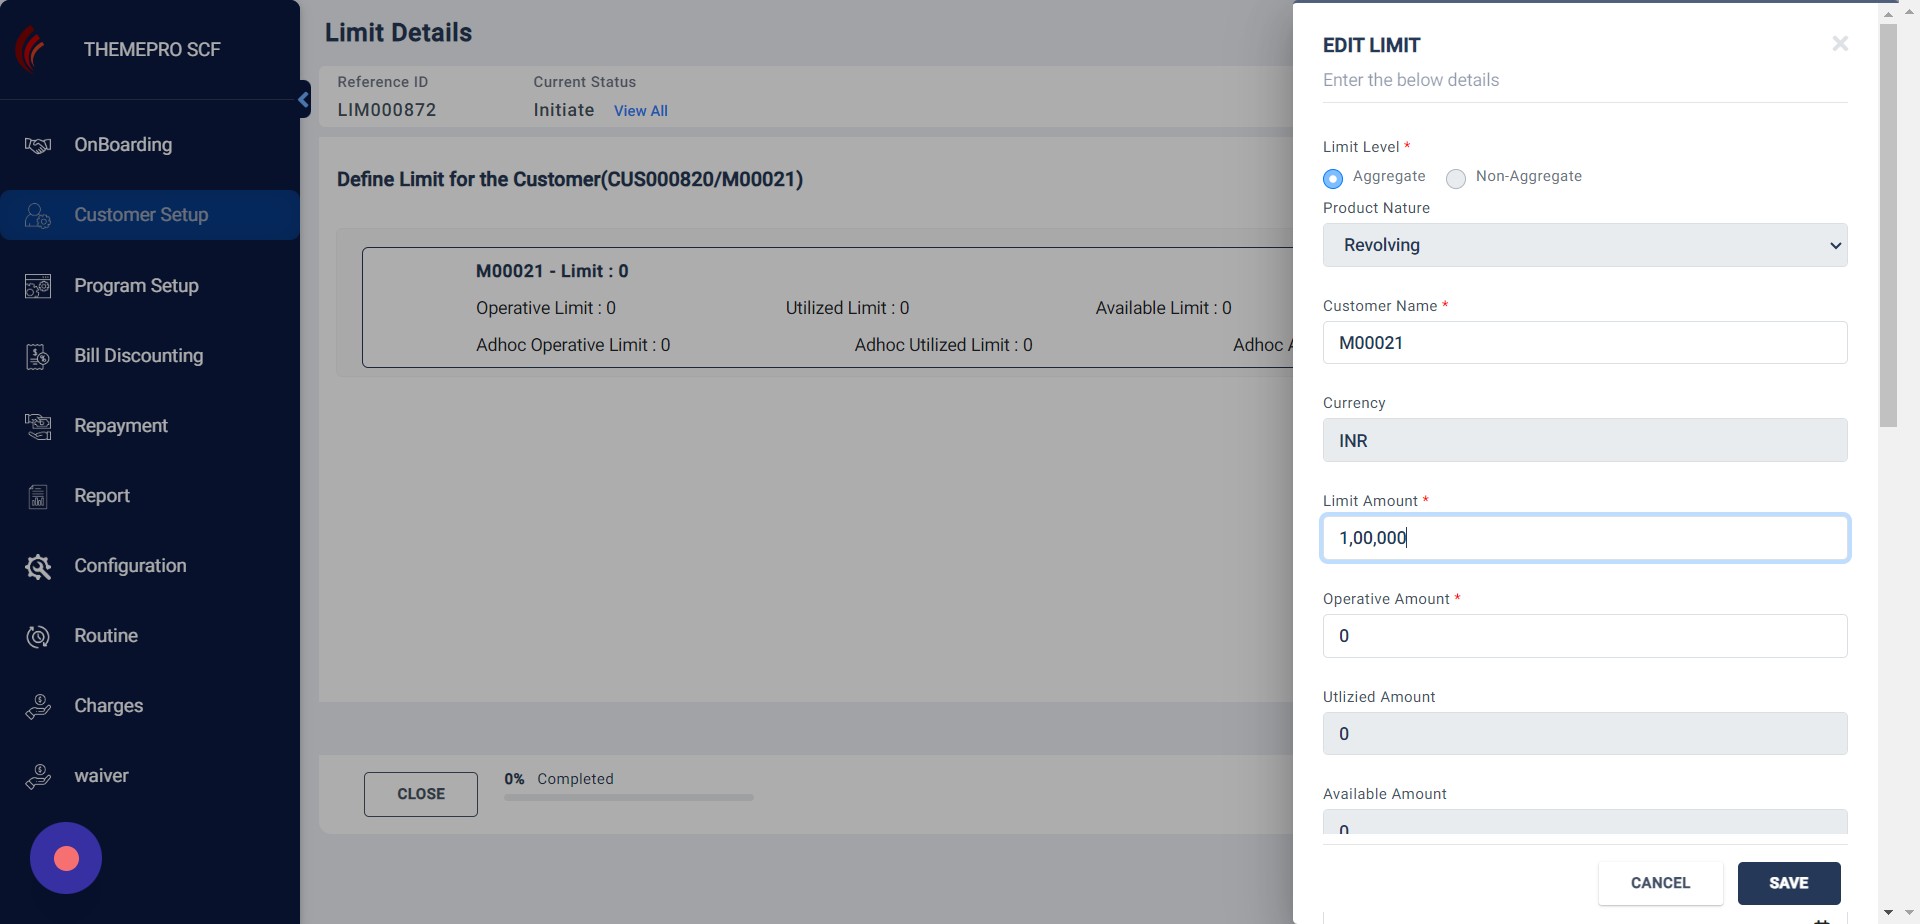 THEMEPRO SCF
OnBoarding
Customer Setup
Program Setup
Bill Discounting
Repayment
Report
Configuration
Routine
Charges
waiver
Limit Details
Reference ID
Current Status
LIM000872
Initiate View All
Define Limit for the Customer(CUS000820/M00021)
M00021 - Limit : 0
Operative Limit : 0
Utilized Limit : 0
Available Limit : 0
Adhoc Operative Limit : 0
Adhoc Utilized Limit : 0
Adhoc
CLOSE
0% Completed
EDIT LIMIT
Enter the below details
Limit Level *
Aggregate
Non-Aggregate
Product Nature
Revolving
Customer Name *
M00021
Currency
INR
Limit Amount *
1,00,000
Operative Amount *
0
Utlizied Amount
0
Available Amount
0
CANCEL
SAVE